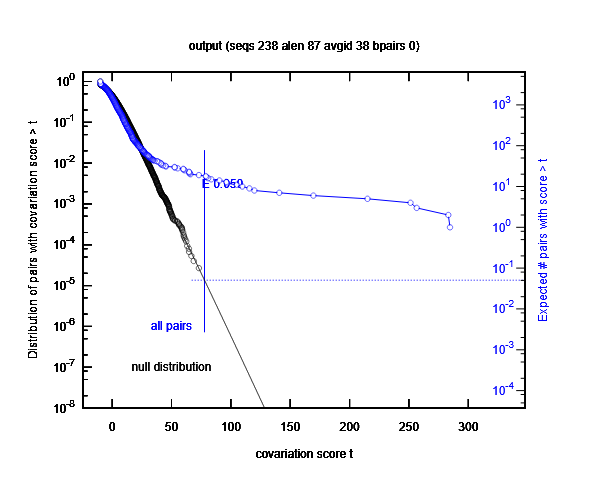 output (seqs 238 alen 87 avgid 38 bpairs 0)
Distribution of pairs with covariation score > t
10^0
10^-1
10^-2
10^-3
10^-4
10^-5
10^-6
10^-7
10^-8
E 0.050
all pairs
null distribution
10^3
10^2
10^1
10^0
10^-1
10^-2
10^-3
10^-4
Expected # pairs with score > t
0 50 100 150 200 250 300
covariation score t